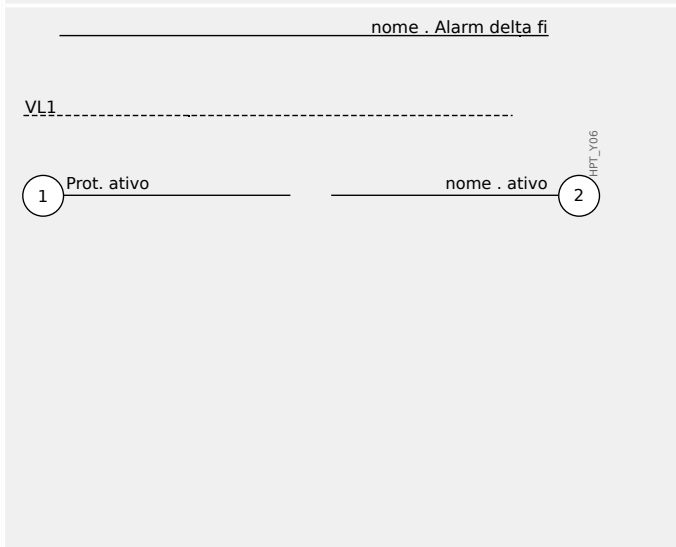 nome . Alarm delta fi
VL1
HPT_Y06
Prot. ativo
nome . ativo
1
2